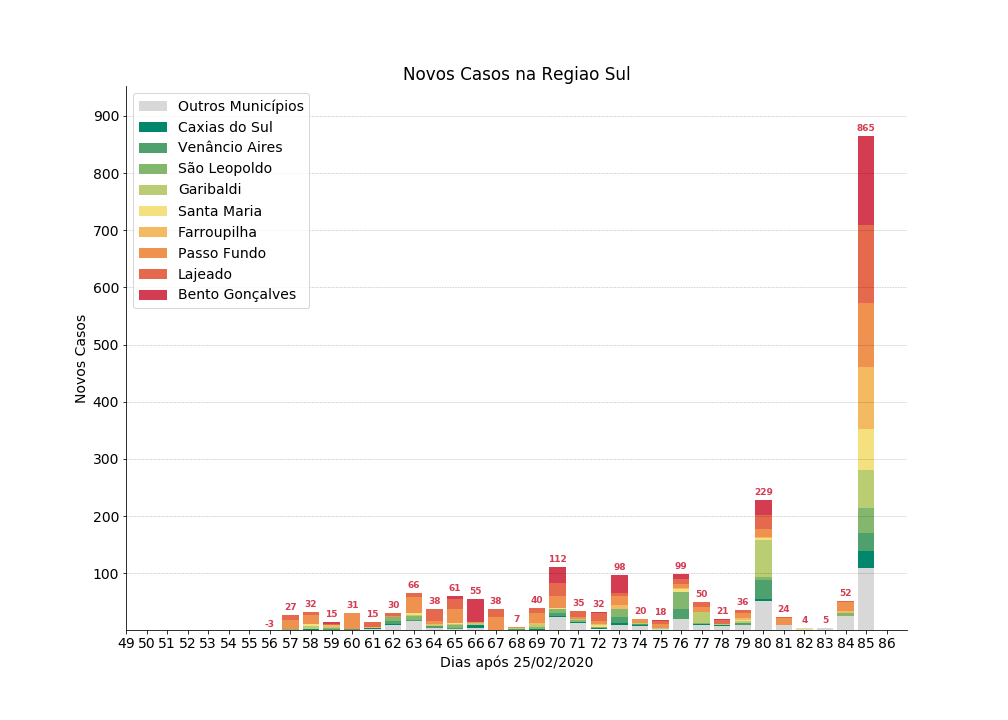 Novos Casos na Regiao Sul
Outros Municípios
Caxias do Sul
Venâncio Aires
São Leopoldo
Garibaldi
Santa Maria
Farroupilha
Passo Fundo
Lajeado
Bento Gonçalves
Novos Casos
900
800
700
600
500
400
300
200
100
-3 27 32 15 31 15 30 66 38 61 55 38 7 40 112 35 32 98 20 18 99 50 21 36 229 24 4 5 52 865
49 50 51 52 53 54 55 56 57 58 59 60 61 62 63 64 65 66 67 68 69 70 71 72 73 74 75 76 77 78 79 80 81 82 83 84 85 86
Dias após 25/02/2020